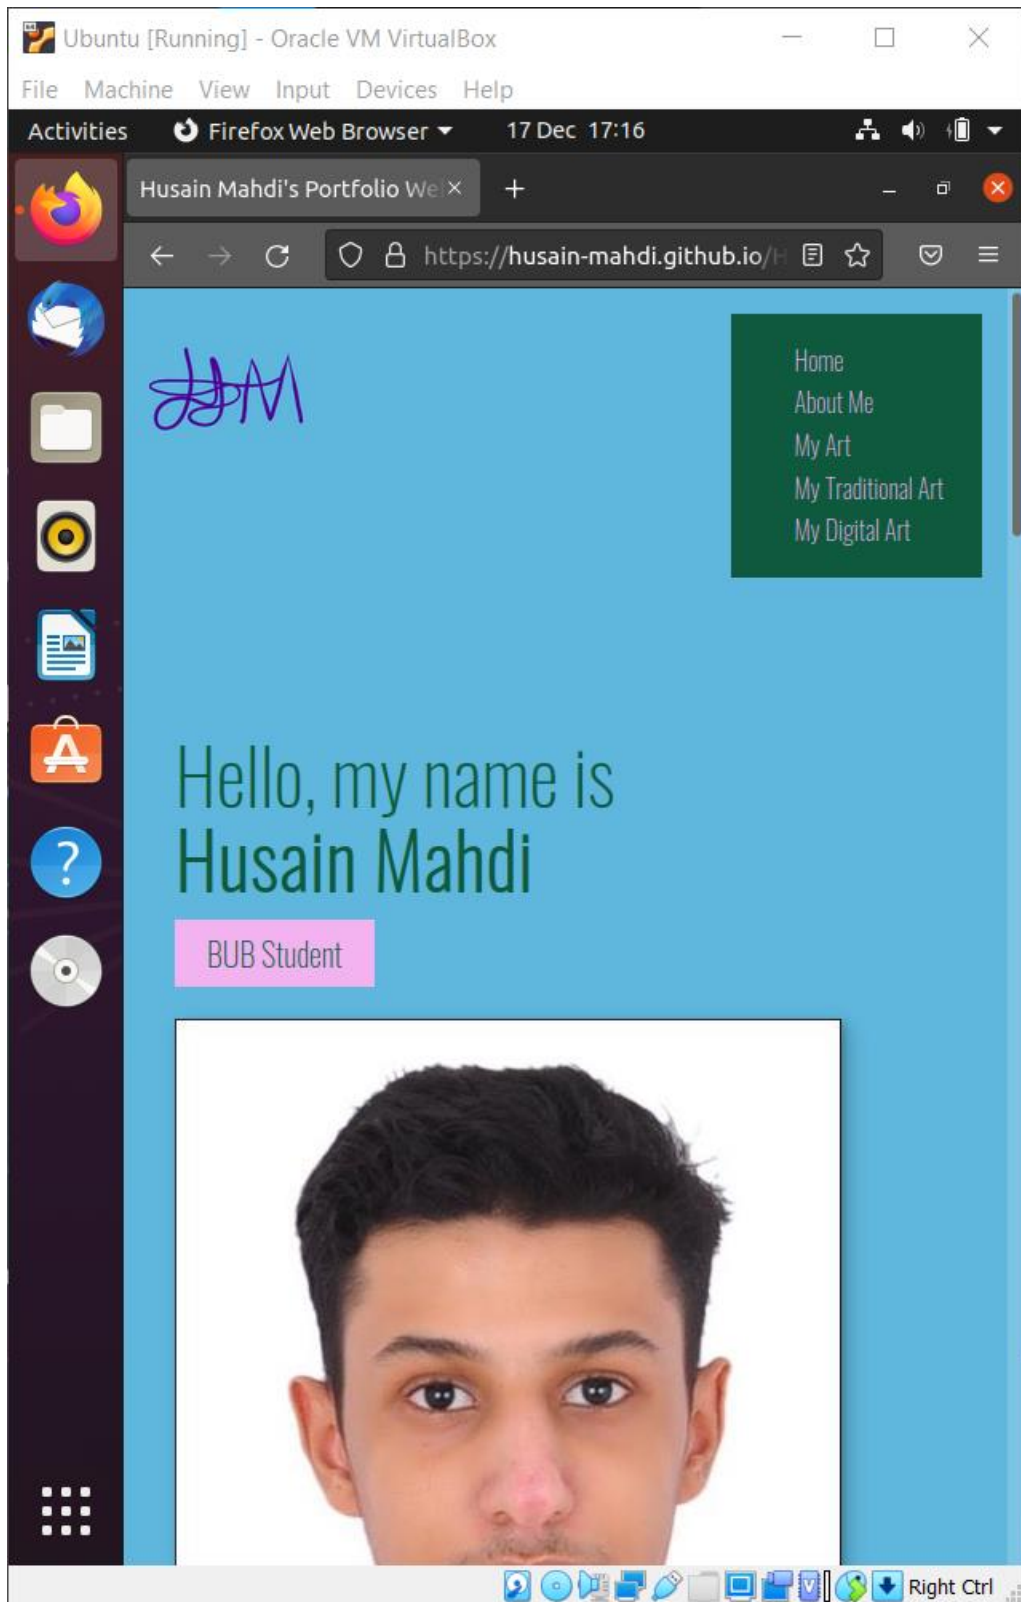 Ubuntu [Running] - Oracle VM VirtualBox
File Machine View Input Devices Help
Activities Firefox Web Browser 17 Dec 17:16
Husain Mahdi's Portfolio We
https://husain-mahdi.github.io/H
HM
Home
About Me
My Art
My Traditional Art
My Digital Art
Hello, my name is
Husain Mahdi
BUB Student
?
Right Ctrl